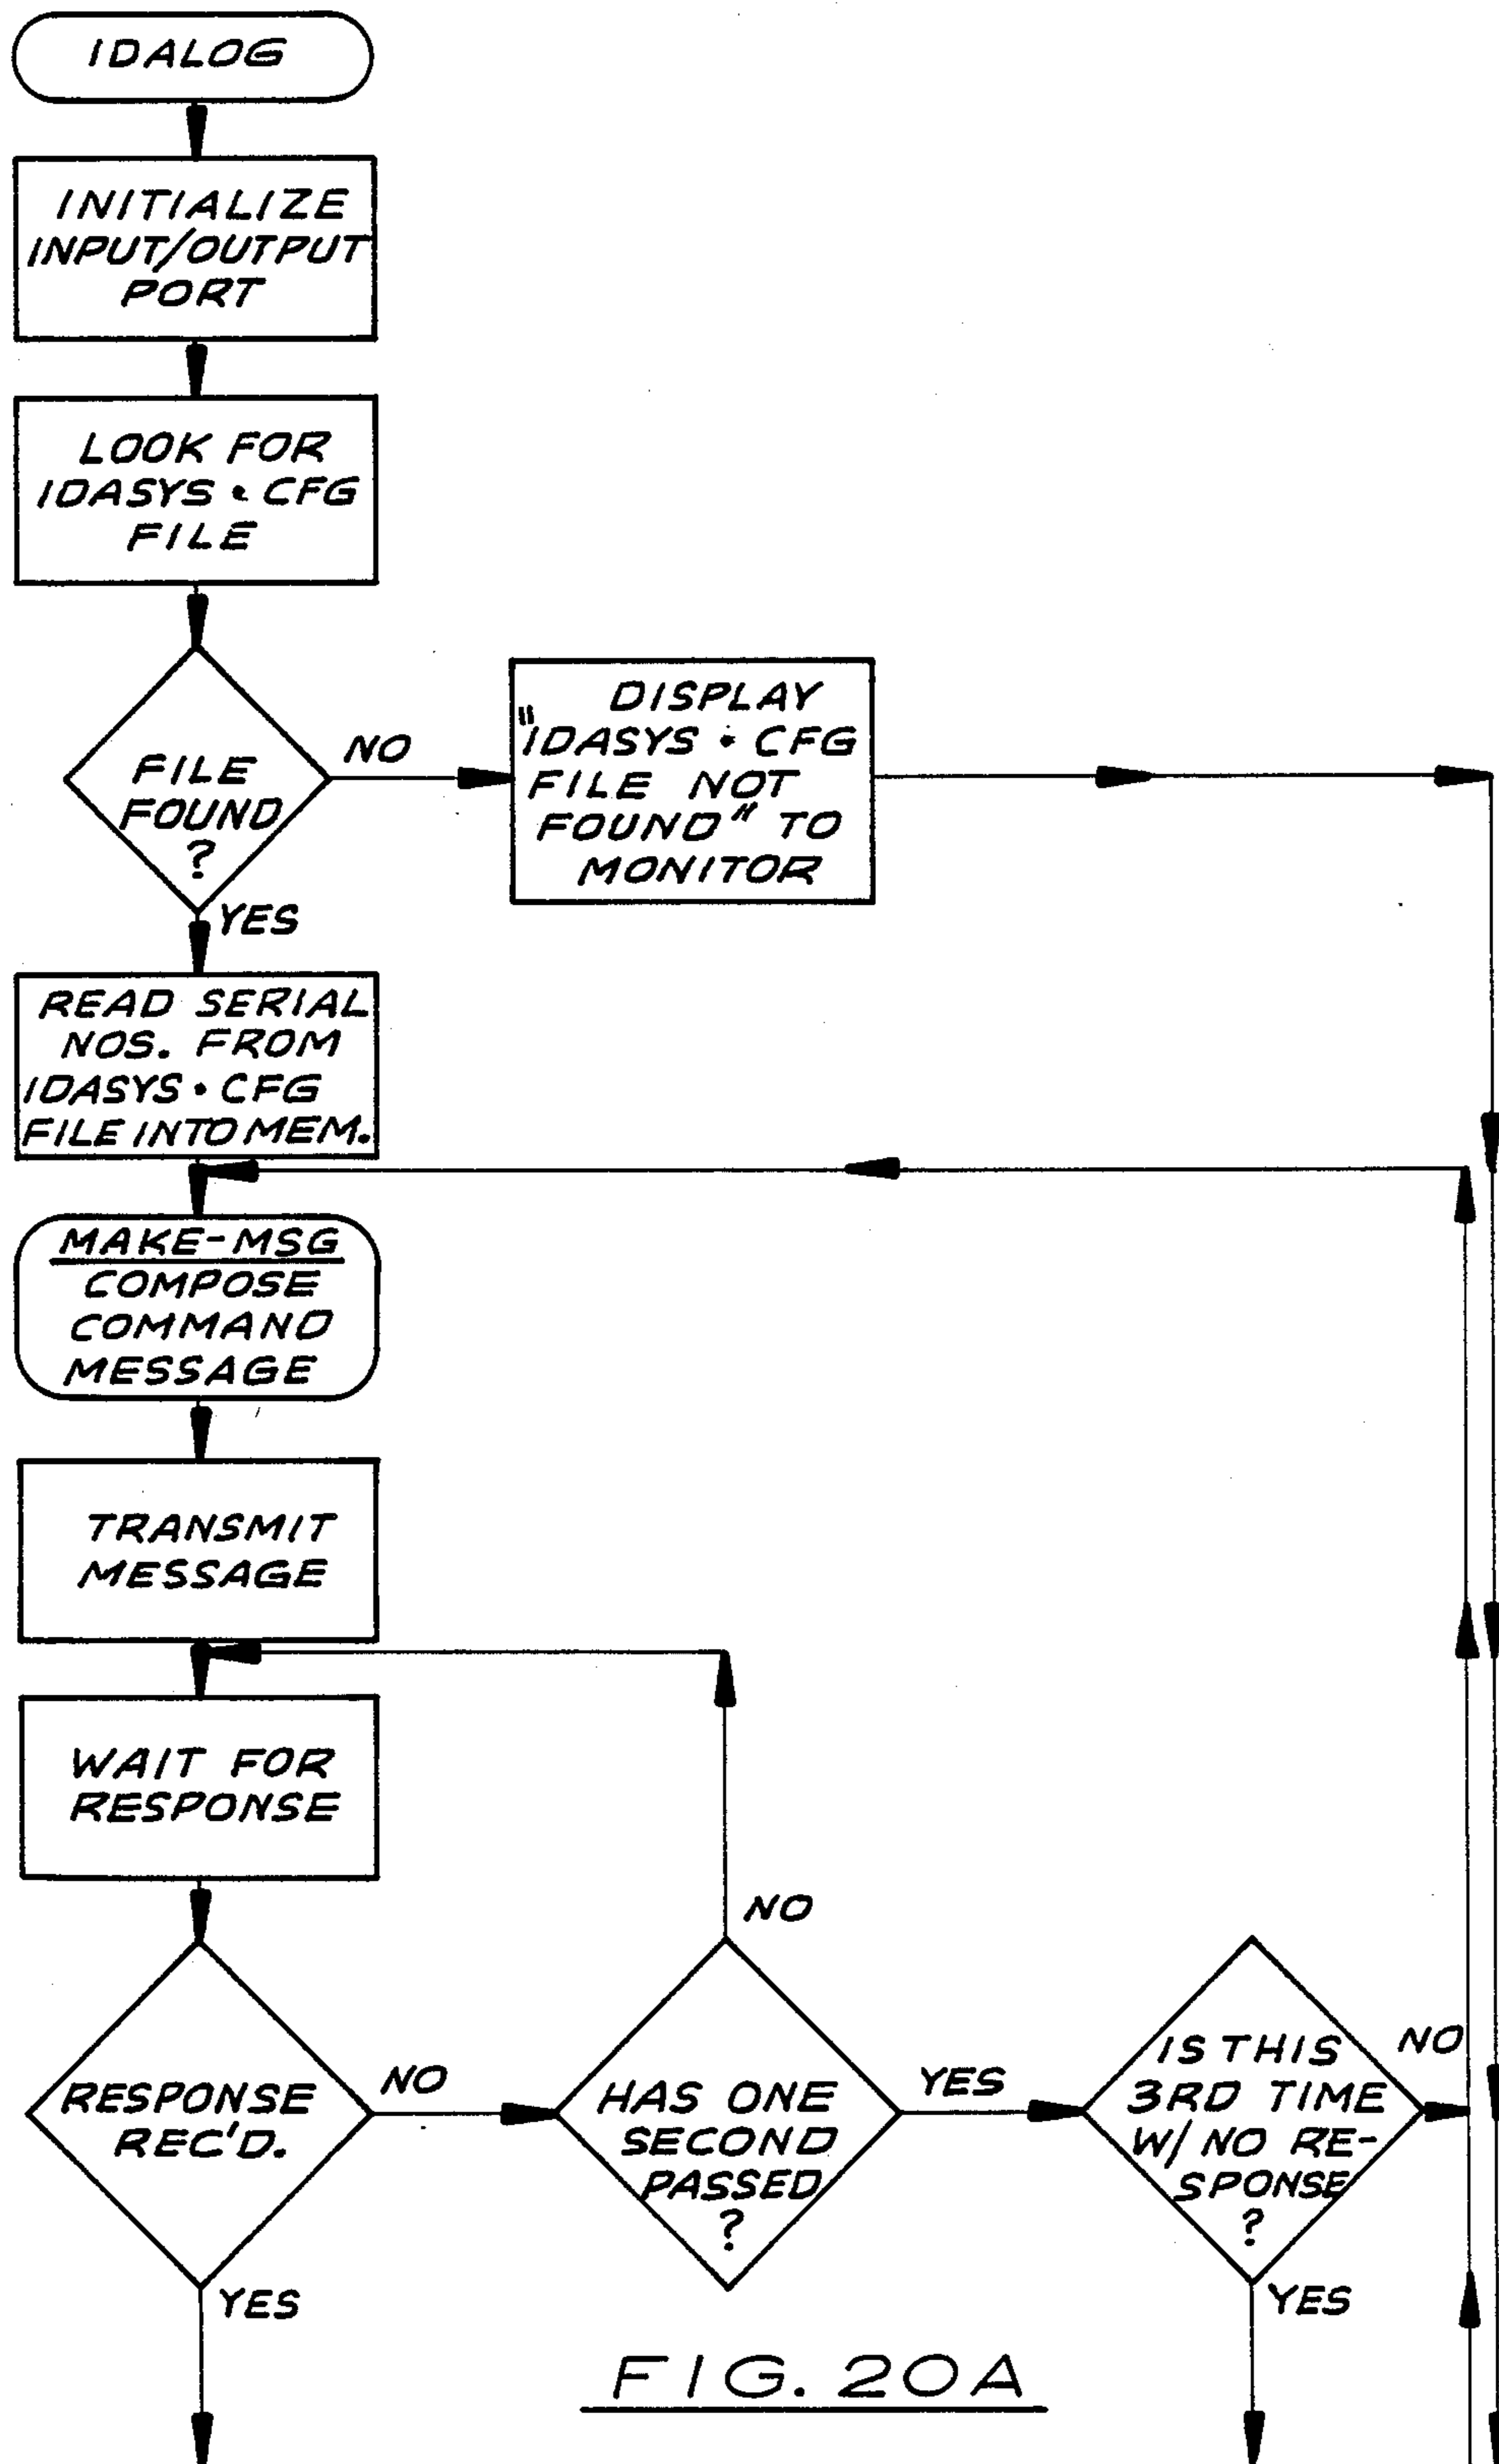 IDALOG
INITIALIZE
INPUT/OUTPUT
PORT
LOOK FOR
IDASYS • CFG
FILE
FILE
FOUND
?
NO
DISPLAY
"IDASYS • CFG
FILE NOT
FOUND" TO
MONITOR
YES
READ SERIAL
NOS. FROM
IDASYS • CFG
FILE INTO MEM.
MAKE-MSG
COMPOSE
COMMAND
MESSAGE
TRANSMIT
MESSAGE
WAIT FOR
RESPONSE
RESPONSE
REC'D.
NO
YES
HAS ONE
SECOND
PASSED
?
NO
YES
IS THIS
3RD TIME
W/ NO RE-
SPONSE
?
NO
YES
FIG. 20A